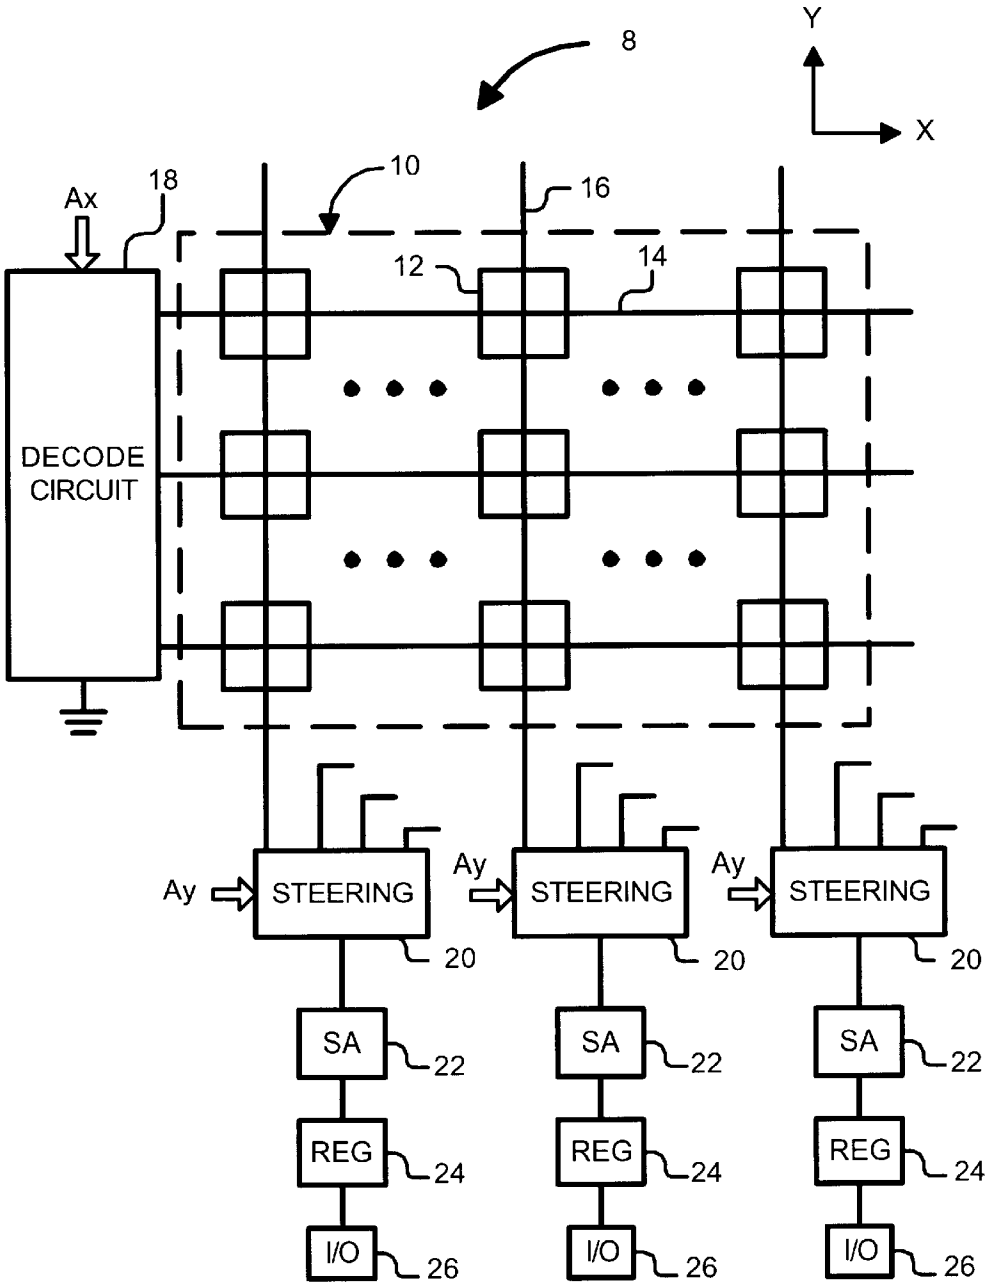 Y
8
X
10
18
16
Ax
12
14
DECODE
CIRCUIT
Ay STEERING
Ay STEERING
Ay STEERING
20 20 20
SA SA SA
22 22 22
REG REG REG
24 24 24
I/O I/O I/O
26 26 26